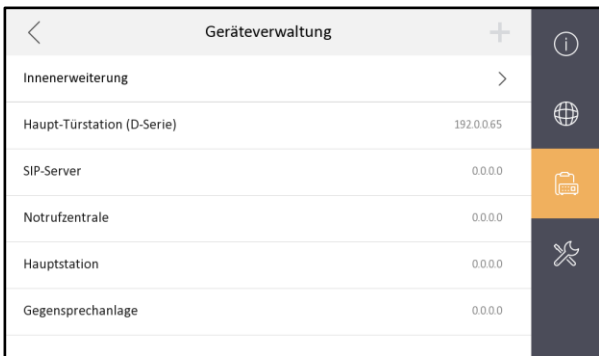 Geräteverwaltung
Innenerweiterung
Haupt-Türstation (D-Serie) 192.0.0.65
SIP-Server 0.0.0.0
Notrufzentrale 0.0.0.0
Hauptstation 0.0.0.0
Gegensprechanlage 0.0.0.0